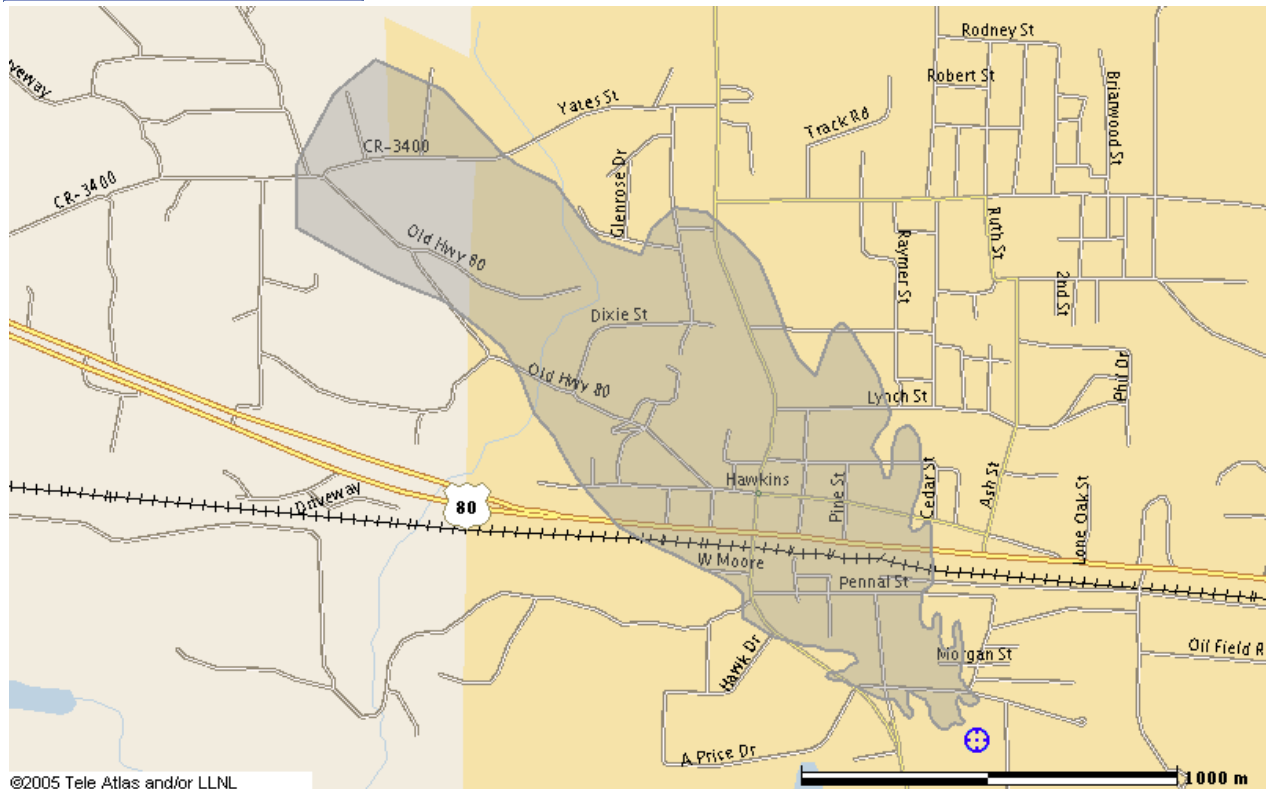 Rodney St
Robert St
Driveway
Yates St
Track Rd
Briarwood St
CR-3400
CR-3400
Glenrose Dr
Old Hwy 80
Raymer St
Ruth St
2nd St
Dixie St
Old Hwy 80
Phil Dr
Lynch St
Hawkins
Pine St
Cedar St
Ash St
Lone Oak St
Driveway
80
W Moore
Pennal St
Hawk Dr
Morgan St
Oil Field R
A Price Dr
1000 m
©2005 Tele Atlas and/or LLNL